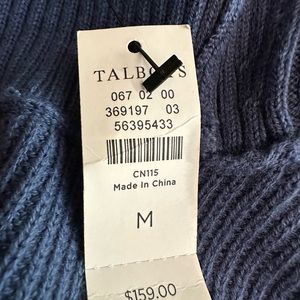 TALBOTS
067 02 00
369197 03
56395433
CN115
Made In China
M
$159.00